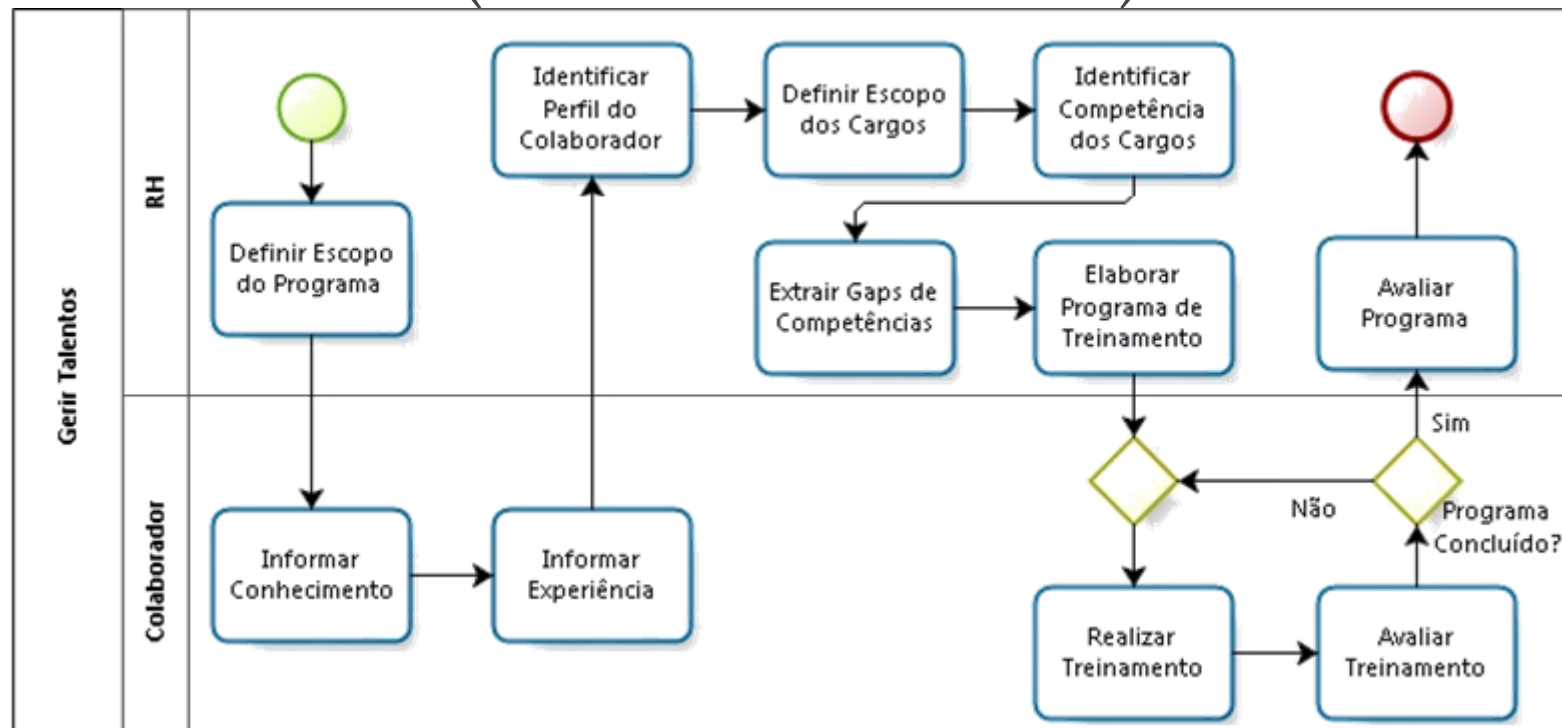 Gerir Talentos
RH
Definir Escopo
do Programa
Identificar
Perfil do
Colaborador
Definir Escopo
dos Cargos
Identificar
Competência
dos Cargos
Extrair Gaps de
Competências
Elaborar
Programa de
Treinamento
Avaliar
Programa
Colaborador
Informar
Conhecimento
Informar
Experiência
Realizar
Treinamento
Avaliar
Treinamento
Programa
Concluído?
Não
Sim